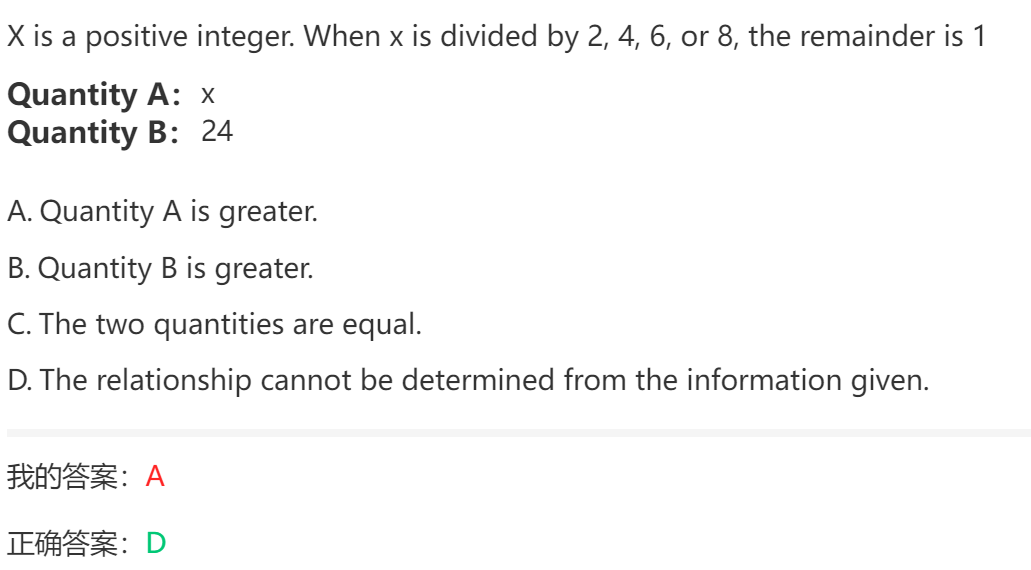 X is a positive integer. When x is divided by 2, 4, 6, or 8, the remainder is 1
Quantity A： x
Quantity B： 24
A. Quantity A is greater.
B. Quantity B is greater.
C. The two quantities are equal.
D. The relationship cannot be determined from the information given.
我的答案：A
正确答案：D